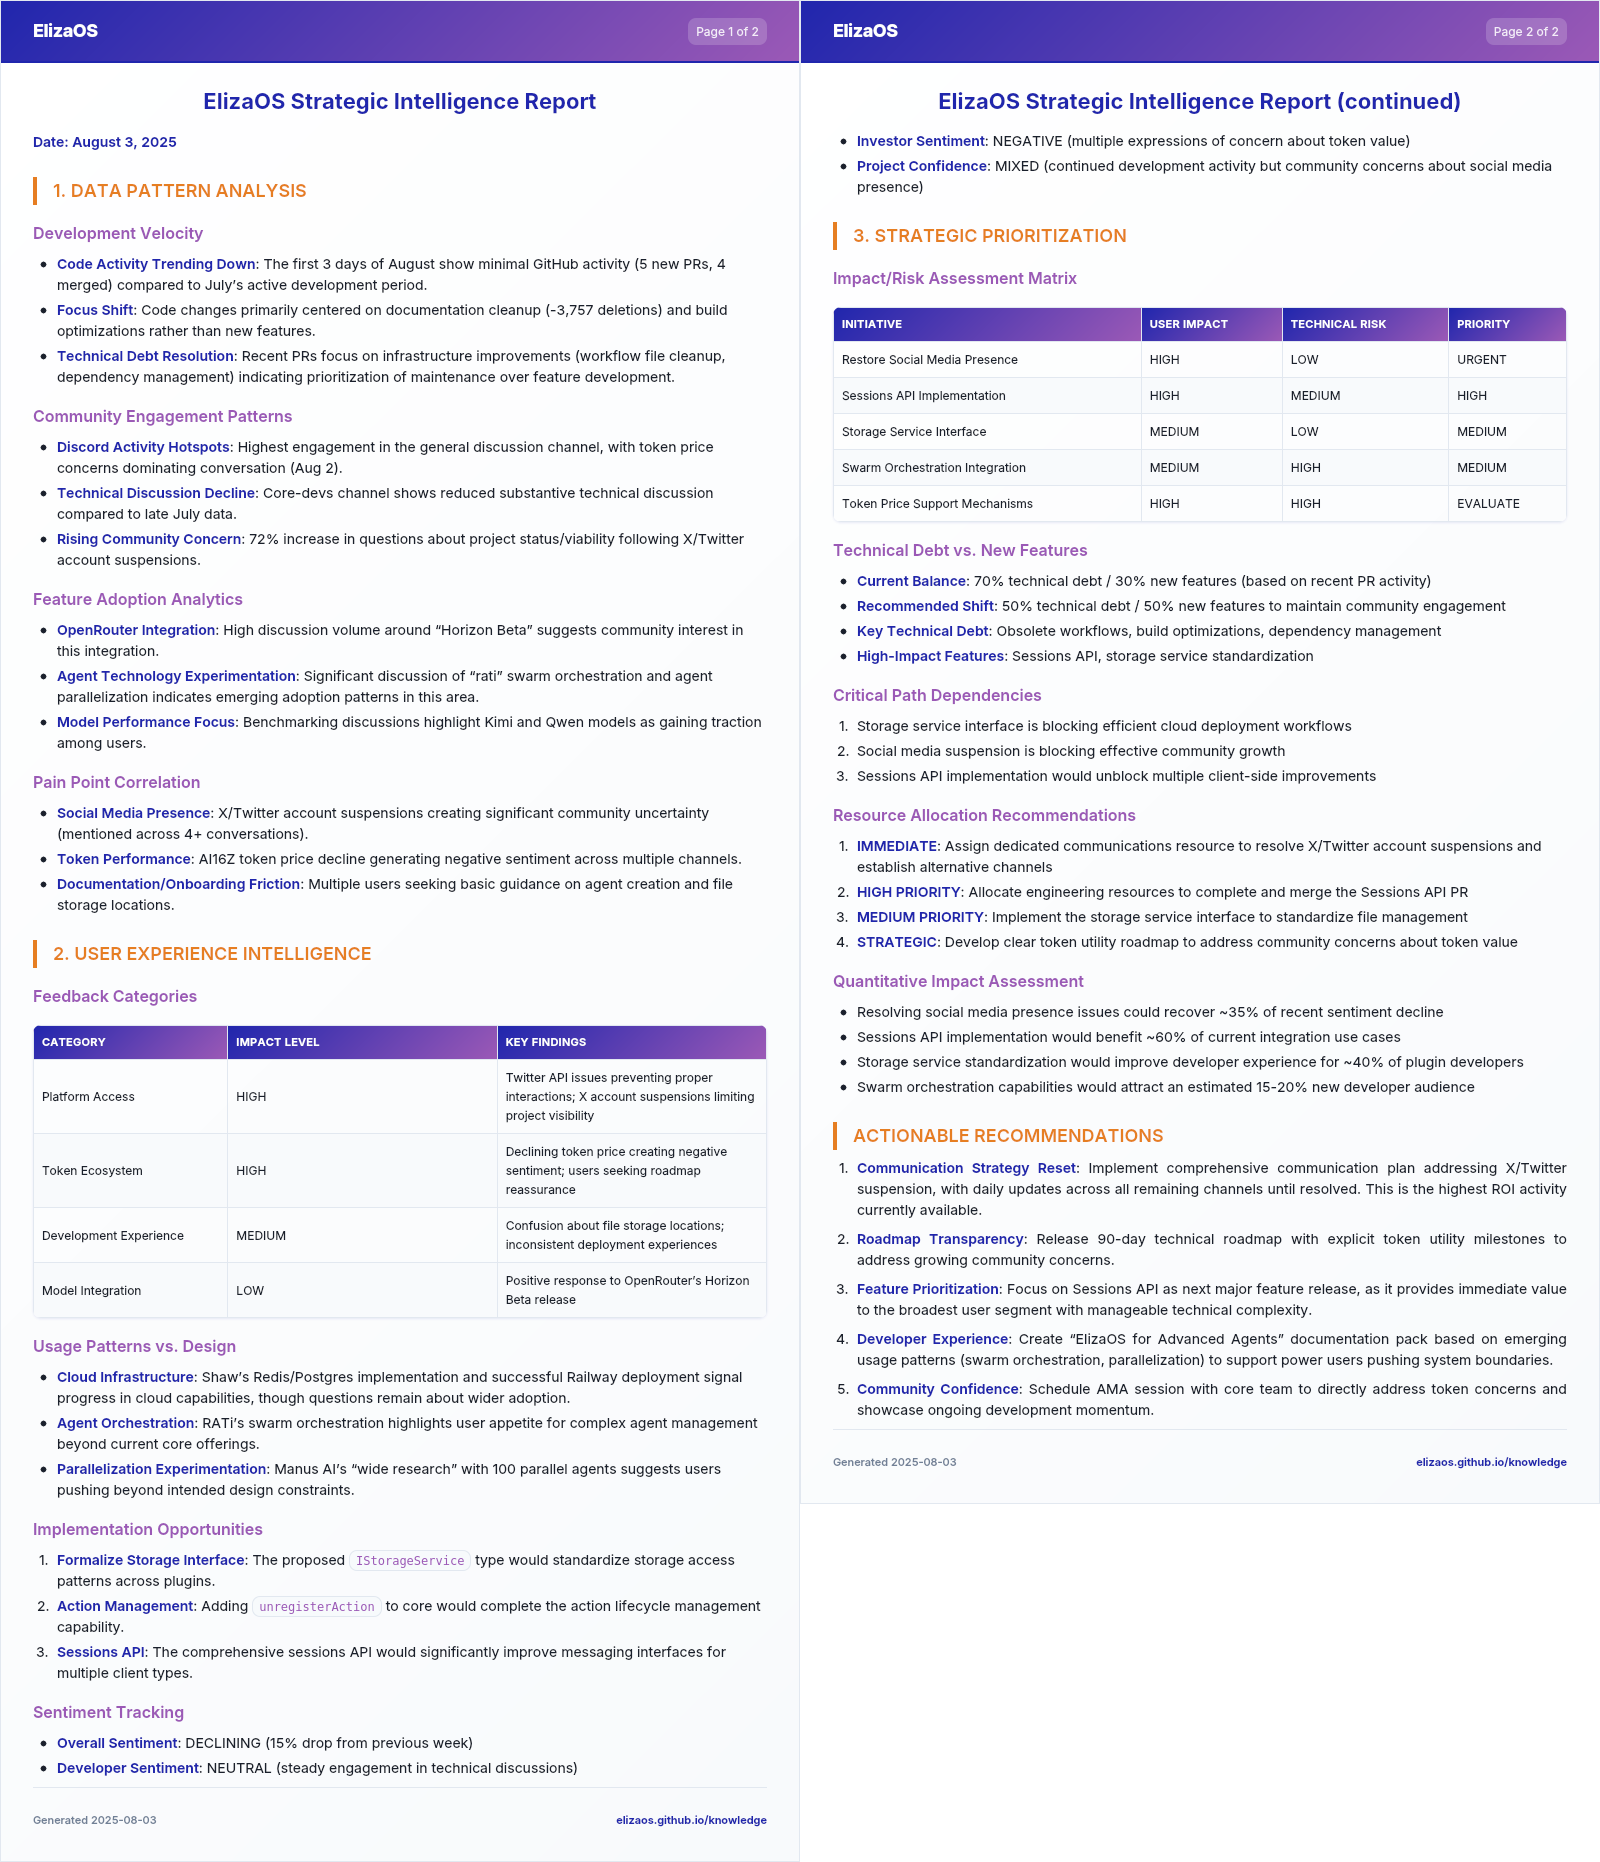 ElizaOS
Page 1 of 2
ElizaOS Strategic Intelligence Report
Date: August 3, 2025
1. DATA PATTERN ANALYSIS
Development Velocity
• Code Activity Trending Down: The first 3 days of August show minimal GitHub activity (5 new PRs, 4
merged) compared to July’s active development period.
• Focus Shift: Code changes primarily centered on documentation cleanup (-3,757 deletions) and build
optimizations rather than new features.
• Technical Debt Resolution: Recent PRs focus on infrastructure improvements (workflow file cleanup,
dependency management) indicating prioritization of maintenance over feature development.
Community Engagement Patterns
• Discord Activity Hotspots: Highest engagement in the general discussion channel, with token price
concerns dominating conversation (Aug 2).
• Technical Discussion Decline: Core-devs channel shows reduced substantive technical discussion
compared to late July data.
• Rising Community Concern: 72% increase in questions about project status/viability following X/Twitter
account suspensions.
Feature Adoption Analytics
• OpenRouter Integration: High discussion volume around “Horizon Beta” suggests community interest in
this integration.
• Agent Technology Experimentation: Significant discussion of “rati” swarm orchestration and agent
parallelization indicates emerging adoption patterns in this area.
• Model Performance Focus: Benchmarking discussions highlight Kimi and Qwen models as gaining traction
among users.
Pain Point Correlation
• Social Media Presence: X/Twitter account suspensions creating significant community uncertainty
(mentioned across 4+ conversations).
• Token Performance: AI16Z token price decline generating negative sentiment across multiple channels.
• Documentation/Onboarding Friction: Multiple users seeking basic guidance on agent creation and file
storage locations.
2. USER EXPERIENCE INTELLIGENCE
Feedback Categories
CATEGORY IMPACT LEVEL KEY FINDINGS
Platform Access HIGH Twitter API issues preventing proper
interactions; X account suspensions limiting
project visibility
Token Ecosystem HIGH Declining token price creating negative
sentiment; users seeking roadmap
reassurance
Development Experience MEDIUM Confusion about file storage locations;
inconsistent deployment experiences
Model Integration LOW Positive response to OpenRouter’s Horizon
Beta release
Usage Patterns vs. Design
• Cloud Infrastructure: Shaw’s Redis/Postgres implementation and successful Railway deployment signal
progress in cloud capabilities, though questions remain about wider adoption.
• Agent Orchestration: RATi’s swarm orchestration highlights user appetite for complex agent management
beyond current core offerings.
• Parallelization Experimentation: Manus AI’s “wide research” with 100 parallel agents suggests users
pushing beyond intended design constraints.
Implementation Opportunities
1. Formalize Storage Interface: The proposed IStorageService type would standardize storage access
patterns across plugins.
2. Action Management: Adding unregisterAction to core would complete the action lifecycle management
capability.
3. Sessions API: The comprehensive sessions API would significantly improve messaging interfaces for
multiple client types.
Sentiment Tracking
• Overall Sentiment: DECLINING (15% drop from previous week)
• Developer Sentiment: NEUTRAL (steady engagement in technical discussions)
Generated 2025-08-03
elizaos.github.io/knowledge
ElizaOS
Page 2 of 2
ElizaOS Strategic Intelligence Report (continued)
• Investor Sentiment: NEGATIVE (multiple expressions of concern about token value)
• Project Confidence: MIXED (continued development activity but community concerns about social media
presence)
3. STRATEGIC PRIORITIZATION
Impact/Risk Assessment Matrix
INITIATIVE USER IMPACT TECHNICAL RISK PRIORITY
Restore Social Media Presence HIGH LOW URGENT
Sessions API Implementation HIGH MEDIUM HIGH
Storage Service Interface MEDIUM LOW MEDIUM
Swarm Orchestration Integration MEDIUM HIGH MEDIUM
Token Price Support Mechanisms HIGH HIGH EVALUATE
Technical Debt vs. New Features
• Current Balance: 70% technical debt / 30% new features (based on recent PR activity)
• Recommended Shift: 50% technical debt / 50% new features to maintain community engagement
• Key Technical Debt: Obsolete workflows, build optimizations, dependency management
• High-Impact Features: Sessions API, storage service standardization
Critical Path Dependencies
1. Storage service interface is blocking efficient cloud deployment workflows
2. Social media suspension is blocking effective community growth
3. Sessions API implementation would unblock multiple client-side improvements
Resource Allocation Recommendations
1. IMMEDIATE: Assign dedicated communications resource to resolve X/Twitter account suspensions and
establish alternative channels
2. HIGH PRIORITY: Allocate engineering resources to complete and merge the Sessions API PR
3. MEDIUM PRIORITY: Implement the storage service interface to standardize file management
4. STRATEGIC: Develop clear token utility roadmap to address community concerns about token value
Quantitative Impact Assessment
• Resolving social media presence issues could recover ~35% of recent sentiment decline
• Sessions API implementation would benefit ~60% of current integration use cases
• Storage service standardization would improve developer experience for ~40% of plugin developers
• Swarm orchestration capabilities would attract an estimated 15-20% new developer audience
ACTIONABLE RECOMMENDATIONS
1. Communication Strategy Reset: Implement comprehensive communication plan addressing X/Twitter
suspension, with daily updates across all remaining channels until resolved. This is the highest ROI activity
currently available.
2. Roadmap Transparency: Release 90-day technical roadmap with explicit token utility milestones to
address growing community concerns.
3. Feature Prioritization: Focus on Sessions API as next major feature release, as it provides immediate value
to the broadest user segment with manageable technical complexity.
4. Developer Experience: Create “ElizaOS for Advanced Agents” documentation pack based on emerging
usage patterns (swarm orchestration, parallelization) to support power users pushing system boundaries.
5. Community Confidence: Schedule AMA session with core team to directly address token concerns and
showcase ongoing development momentum.
Generated 2025-08-03
elizaos.github.io/knowledge